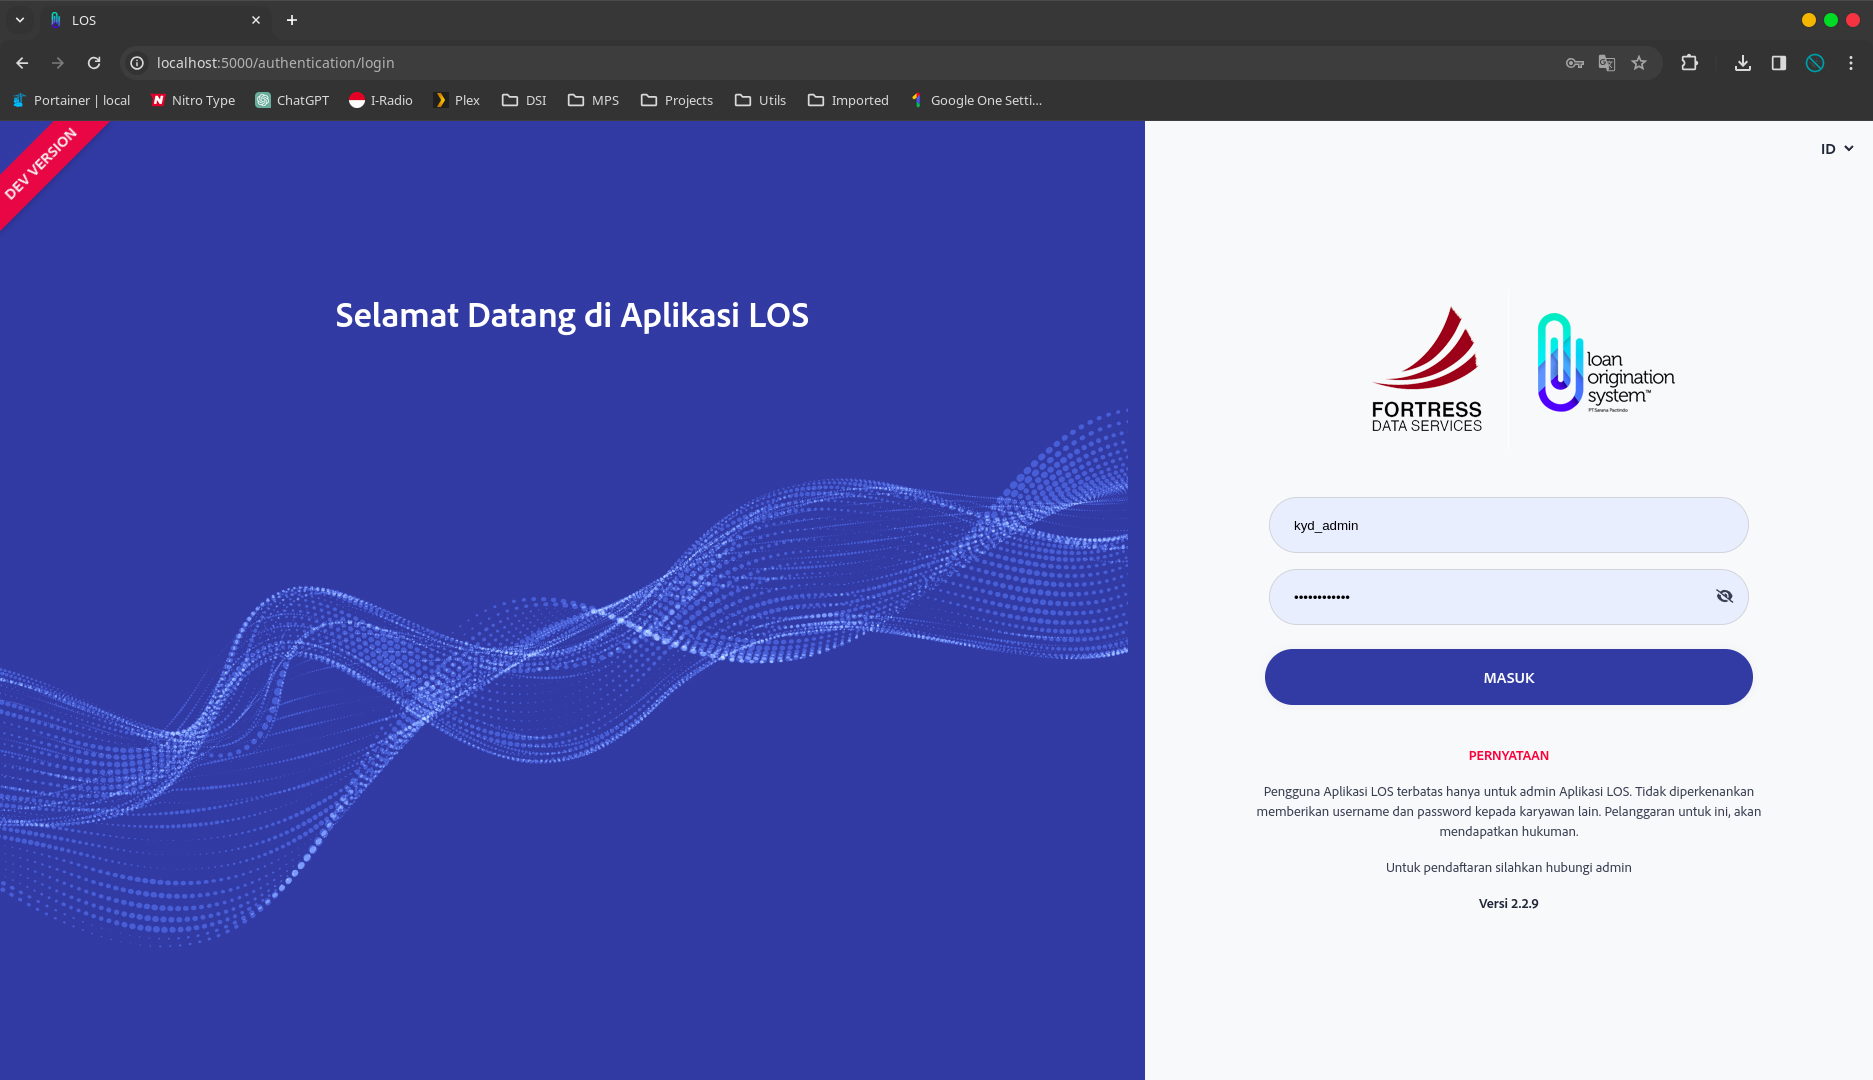 LOS
localhost:5000/authentication/login
Portainer | local
Nitro Type
ChatGPT
I-Radio
Plex
DSI
MPS
Projects
Utils
Imported
Google One Setti...
DEV VERSION
ID
Selamat Datang di Aplikasi LOS
FORTRESS
DATA SERVICES
loan
origination
system™
PT Sarana Pactindo
kyd_admin
••••••••••••
MASUK
PERNYATAAN
Pengguna Aplikasi LOS terbatas hanya untuk admin Aplikasi LOS. Tidak diperkenankan
memberikan username dan password kepada karyawan lain. Pelanggaran untuk ini, akan
mendapatkan hukuman.
Untuk pendaftaran silahkan hubungi admin
Versi 2.2.9